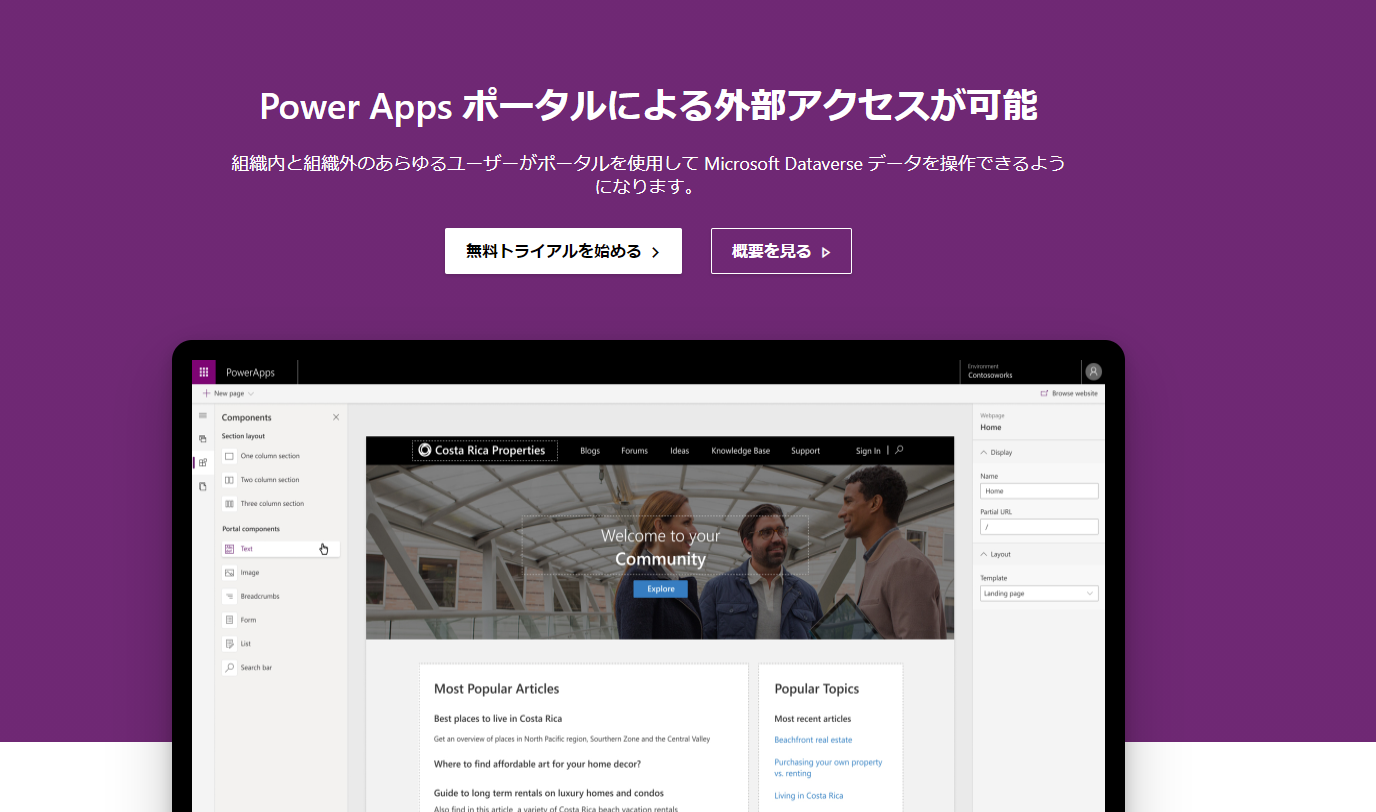 Power Apps ポータルによる外部アクセスが可能
組織内と組織外のあらゆるユーザーがポータルを使用して Microsoft Dataverse データを操作できるよう
になります。
無料トライアルを始める
概要を見る
PowerApps
Environment
Contosoworks
New page
Browse website
Components
Section layout
One column section
Two column section
Three column section
Portal components
Text
Image
Breadcrumbs
Form
List
Search bar
Costa Rica Properties
Blogs
Forums
Ideas
Knowledge Base
Support
Sign In
Welcome to your
Community
Explore
Most Popular Articles
Best places to live in Costa Rica
Get an overview of places in North Pacific region, Sourthern Zone and the Central Valley
Where to find affordable art for your home decor?
Guide to long term rentals on luxury homes and condos
Also find in this article, a variety of Costa Rica beach vacation rentals
Popular Topics
Most recent articles
Beachfront real estate
Purchasing your own property
vs. renting
Living in Costa Rica
Webpage
Home
Display
Name
Home
Partial URL
/
Layout
Template
Landing page